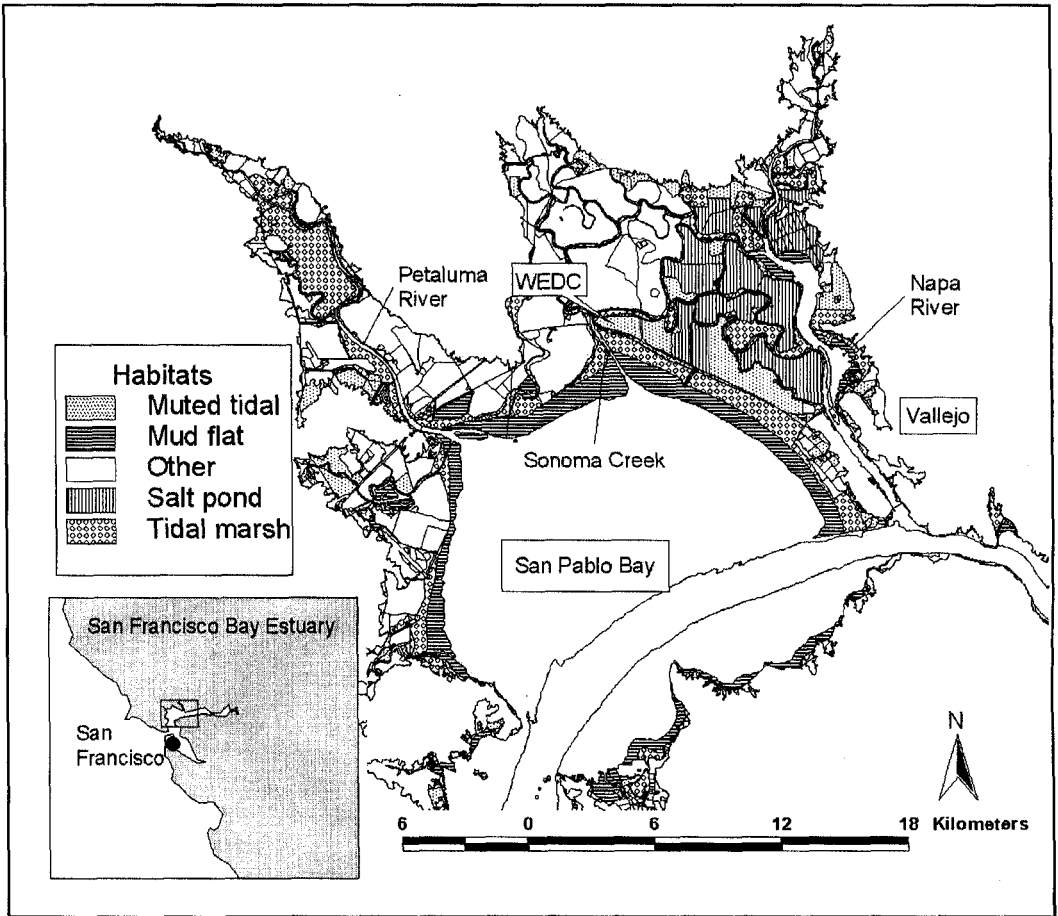 Petaluma
River
WEDC
Napa
River
Habitats
Muted tidal
Mud flat
Other
Salt pond
Tidal marsh
Vallejo
Sonoma Creek
San Pablo Bay
San Francisco Bay Estuary
San
Francisco
N
6 0 6 12 18 Kilometers